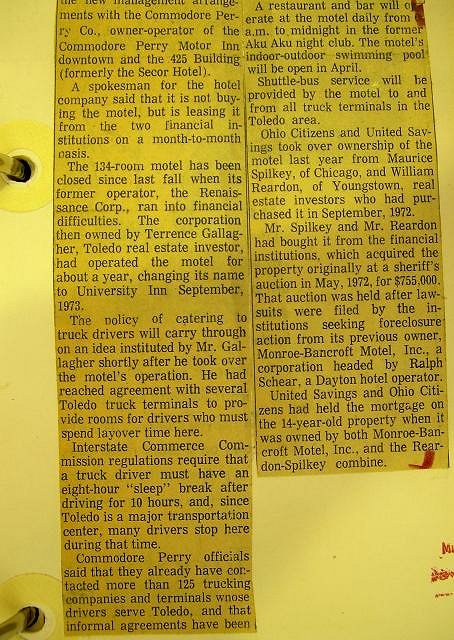 the new management arrange-
ments with the Commodore Per-
ry Co., owner-operator of the
Commodore Perry Motor Inn
downtown and the 425 Building
(formerly the Secor Hotel).
A spokesman for the hotel
company said that it is not buy-
ing the motel, but is leasing it
from the two financial in-
stitutions on a month-to-month
basis.
The 134-room motel has been
closed since last fall when its
former operator, the Renais-
sance Corp., ran into financial
difficulties. The corporation
then owned by Terrence Gallag-
her, Toledo real estate investor,
had operated the motel for
about a year, changing its name
to University Inn September,
1973.
The policy of catering to
truck drivers will carry through
on an idea instituted by Mr. Gal-
lagher shortly after he took over
the motel's operation. He had
reached agreement with several
Toledo truck terminals to pro-
vide rooms for drivers who must
spend layover time here.
Interstate Commerce Com-
mission regulations require that
a truck driver must have an
eight-hour "sleep" break after
driving for 10 hours, and, since
Toledo is a major transportation
center, many drivers stop here
during that time.
Commodore Perry officials
said that they already have con-
tacted more than 125 trucking
companies and terminals whose
drivers serve Toledo, and that
informal agreements have been
A restaurant and bar will op
erate at the motel daily from
a.m. to midnight in the former
Aku Aku night club. The motel's
indoor-outdoor swimming pool
will be open in April.
Shuttle-bus service will be
provided by the motel to and
from all truck terminals in the
Toledo area.
Ohio Citizens and United Sav-
ings took over ownership of the
motel last year from Maurice
Spilkey, of Chicago, and William
Reardon, of Youngstown, real
estate investors who had pur-
chased it in September, 1972.
Mr. Spilkey and Mr. Reardon
had bought it from the financial
institutions, which acquired the
property originally at a sheriff's
auction in May, 1972, for $755,000.
That auction was held after law-
suits were filed by the in-
stitutions seeking foreclosure
action from its previous owner,
Monroe-Bancroft Motel, Inc., a
corporation headed by Ralph
Schear, a Dayton hotel operator.
United Savings and Ohio Citi-
zens had held the mortgage on
the 14-year-old property when it
was owned by both Monroe-Ban-
croft Motel, Inc., and the Rear-
don-Spilkey combine.